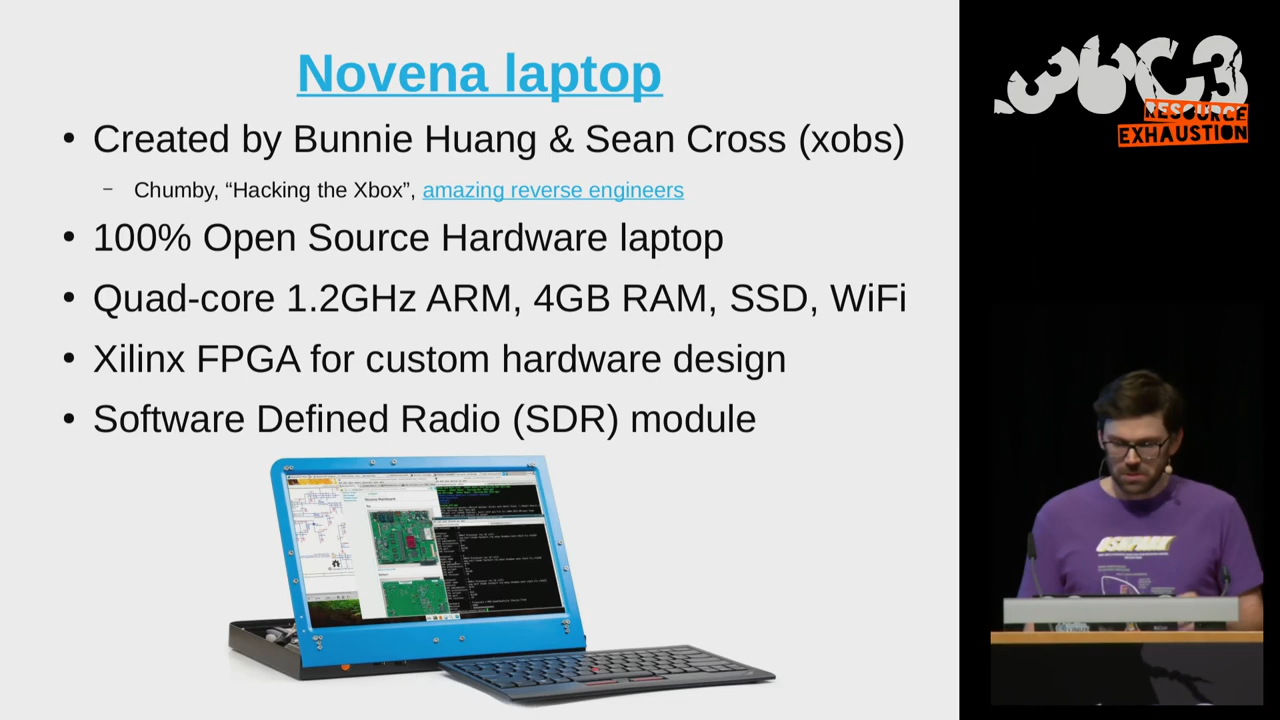 Novena laptop
• Created by Bunnie Huang & Sean Cross (xobs)
– Chumby, “Hacking the Xbox”, amazing reverse engineers
• 100% Open Source Hardware laptop
• Quad-core 1.2GHz ARM, 4GB RAM, SSD, WiFi
• Xilinx FPGA for custom hardware design
• Software Defined Radio (SDR) module
36C3
RESOURCE
EXHAUSTION
OSHPARK